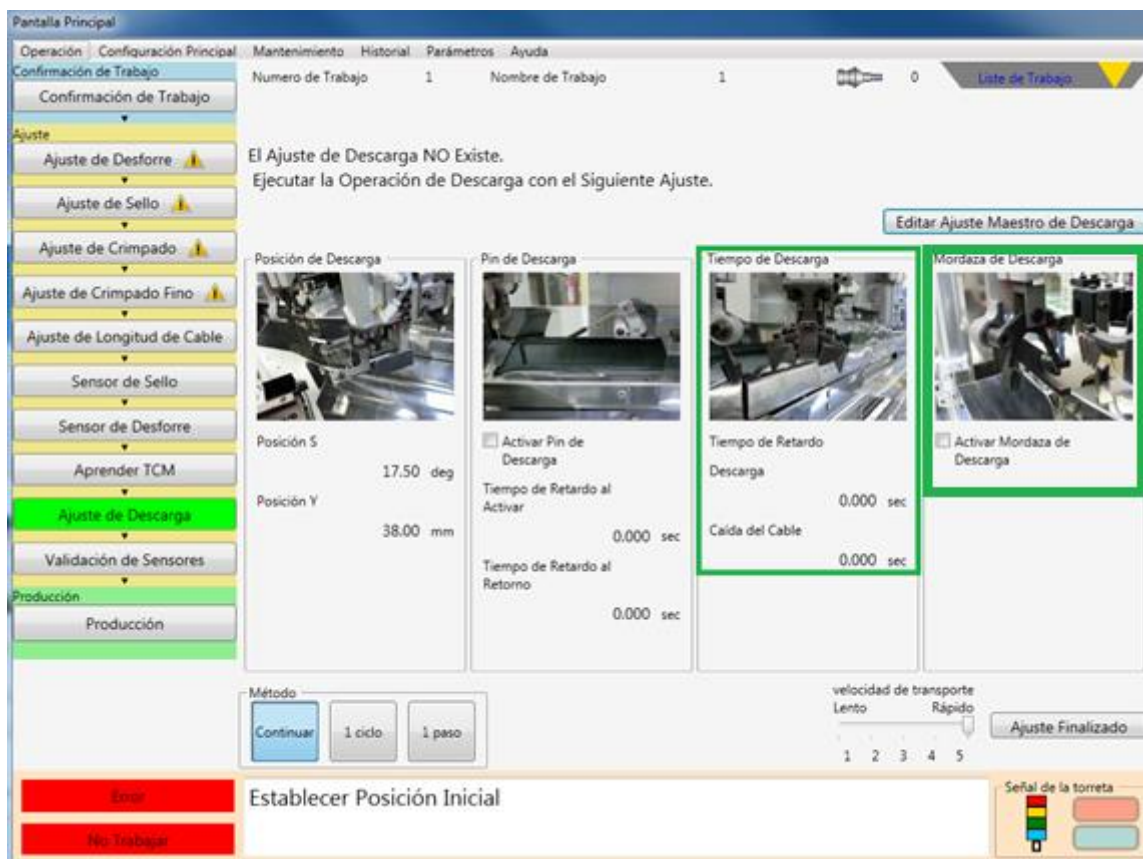 Pantalla Principal
Operación Configuración Principal Mantenimiento Historial Parámetros Ayuda
Confirmación de Trabajo
Confirmación de Trabajo
Ajuste
Ajuste de Desforre
Ajuste de Sello
Ajuste de Crimpado
Ajuste de Crimpado Fino
Ajuste de Longitud de Cable
Sensor de Sello
Sensor de Desforre
Aprender TCM
Ajuste de Descarga
Validación de Sensores
Producción
Producción
Numero de Trabajo 1 Nombre de Trabajo 1 0 Liste de Trabajo
El Ajuste de Descarga NO Existe.
Ejecutar la Operación de Descarga con el Siguiente Ajuste.
Editar Ajuste Maestro de Descarga
Posición de Descarga
Posición S
17.50 deg
Posición Y
38.00 mm
Pin de Descarga
Activar Pin de
Descarga
Tiempo de Retardo al
Activar
0.000 sec
Tiempo de Retardo al
Retorno
0.000 sec
Tiempo de Descarga
Tiempo de Retardo
Descarga
0.000 sec
Caída del Cable
0.000 sec
Mordaza de Descarga
Activar Mordaza de
Descarga
Método
Continuar 1 ciclo 1 paso
velocidad de transporte
Lento Rápido
1 2 3 4 5
Ajuste Finalizado
Error
No Trabajar
Establecer Posición Inicial
Señal de la torreta